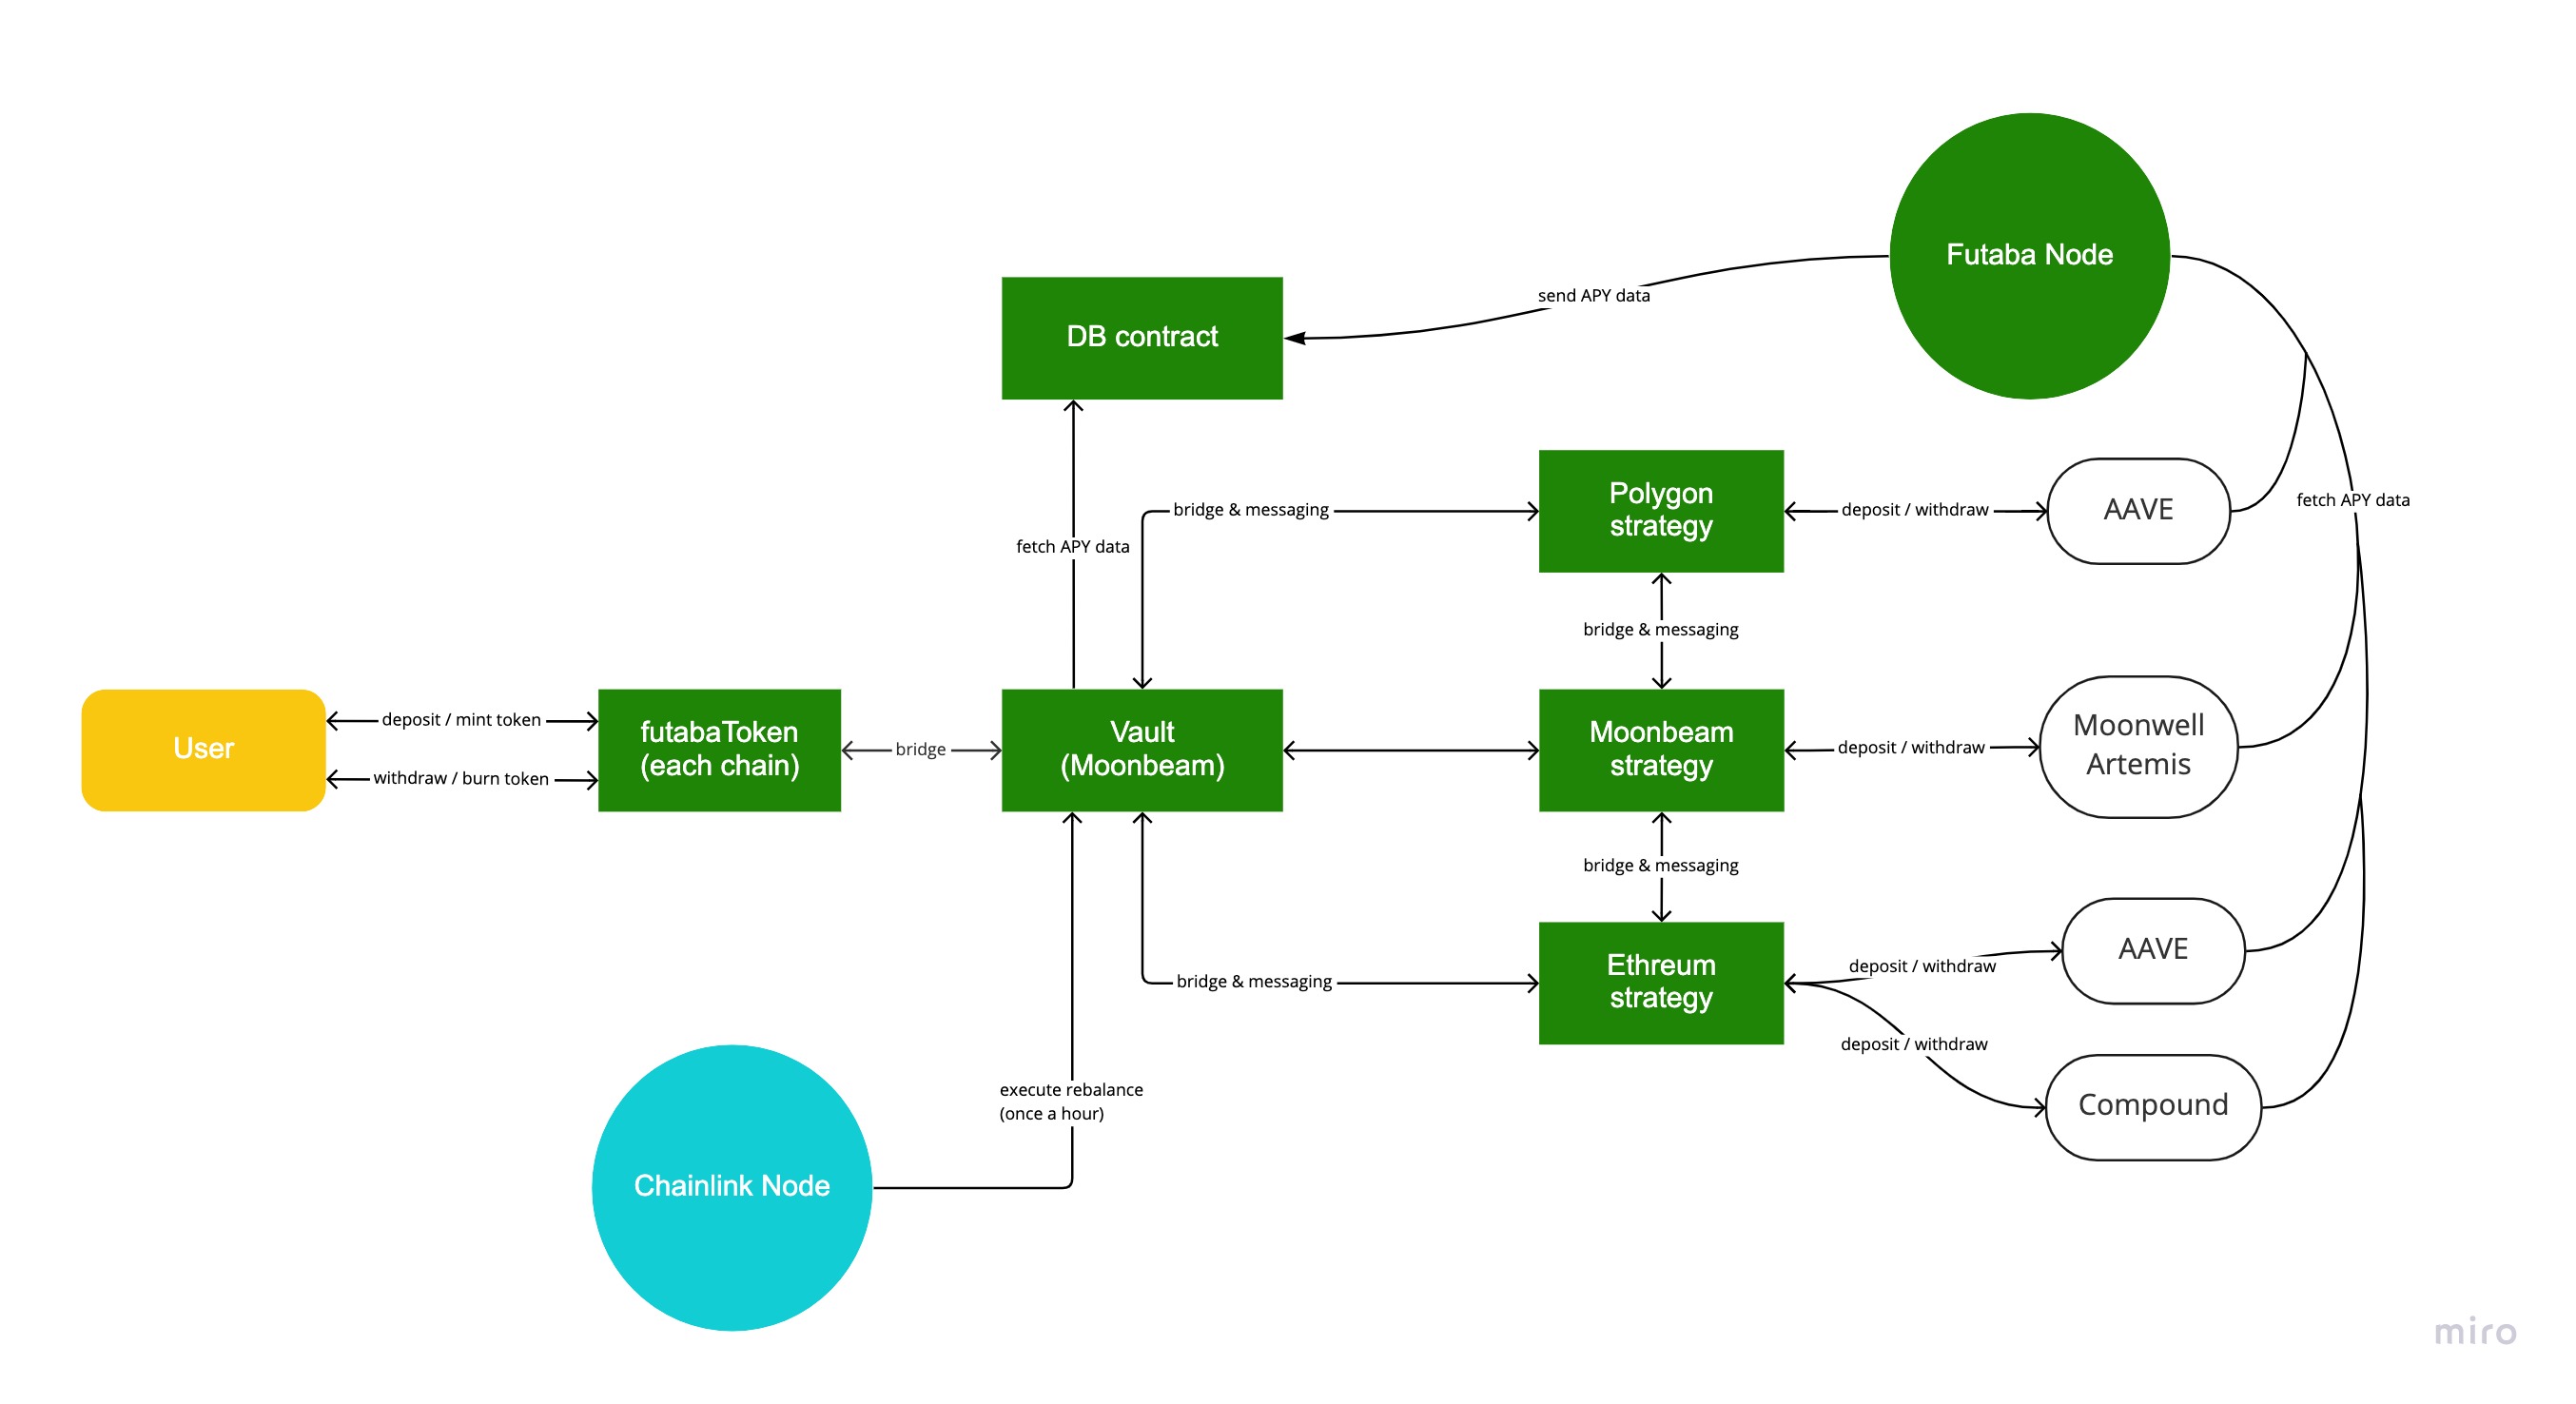 Futaba Node
send APY data
DB contract
fetch APY data
Polygon
strategy
bridge & messaging
deposit / withdraw
AAVE
fetch APY data
bridge & messaging
User
deposit / mint token
withdraw / burn token
futabaToken
(each chain)
bridge
Vault
(Moonbeam)
Moonbeam
strategy
deposit / withdraw
Moonwell
Artemis
bridge & messaging
bridge & messaging
Ethreum
strategy
deposit / withdraw
AAVE
deposit / withdraw
Compound
execute rebalance
(once a hour)
Chainlink Node
miro